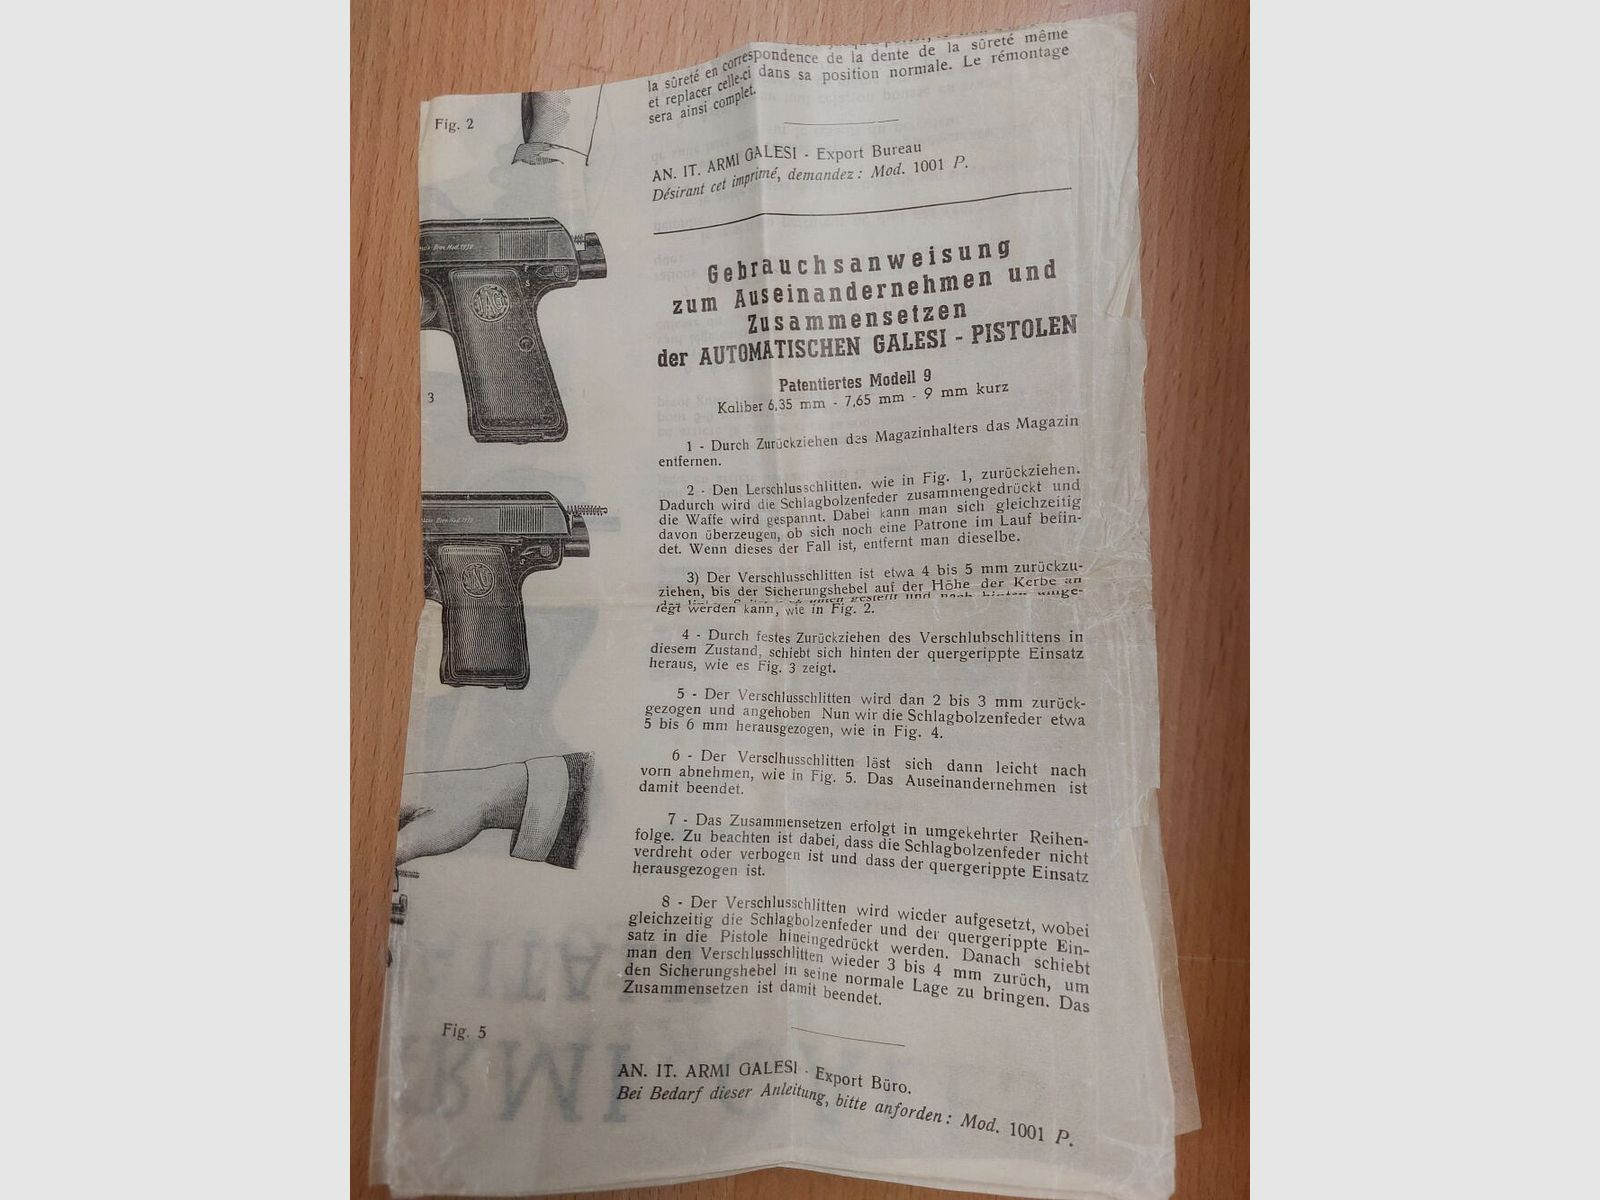 la sûreté en correspondence de la dente de la sûreté même
et replacer celle-ci dans sa position normale. Le rémontage
sera ainsi complet.
AN. IT. ARMI GALESI - Export Bureau
Désirant cet imprimé, demandez : Mod. 1001 P.
Fig. 2
3
Fig. 5
Gebrauchsanweisung
zum Auseinandernehmen und
Zusammensetzen
der AUTOMATISCHEN GALESI - PISTOLEN
Patentiertes Modell 9
Kaliber 6,35 mm - 7,65 mm - 9 mm kurz
1 - Durch Zurückziehen des Magazinhalters das Magazin
entfernen.
2 - Den Lerschlusschlitten. wie in Fig. 1, zurückziehen.
Dadurch wird die Schlagbolzenfeder zusammengedrückt und
die Waffe wird gespannt. Dabei kann man sich gleichzeitig
davon überzeugen, ob sich noch eine Patrone im Lauf befin-
det. Wenn dieses der Fall ist, entfernt man dieselbe.
3) Der Verschlusschlitten ist etwa 4 bis 5 mm zurückzu-
ziehen, bis der Sicherungshebel auf der Höhe der Kerbe an
gestellt und nach hinten umge-
legt werden kann, wie in Fig. 2.
4 - Durch festes Zurückziehen des Verschlubschlittens in
diesem Zustand, schiebt sich hinten der quergerippte Einsatz
heraus, wie es Fig. 3 zeigt.
5 - Der Verschlusschlitten wird dan 2 bis 3 mm zurück-
gezogen und angehoben Nun wir die Schlagbolzenfeder etwa
5 bis 6 mm herausgezogen, wie in Fig. 4.
6 - Der Verselhusschlitten läst sich dann leicht nach
vorn abnehmen, wie in Fig. 5. Das Auseinandernehmen ist
damit beendet.
7 - Das Zusammensetzen erfolgt in umgekehrter Reihen-
folge. Zu beachten ist dabei, dass die Schlagbolzenfeder nicht
verdreht oder verbogen ist und dass der quergerippte Einsatz
herausgezogen ist.
8 - Der Verschlusschlitten wird wieder aufgesetzt, wobei
gleichzeitig die Schlagbolzenfeder und der quergerippte Ein-
satz in die Pistole hineingedrückt werden. Danach schiebt
man den Verschlusschlitten wieder 3 bis 4 mm zurüch, um
den Sicherungshebel in seine normale Lage zu bringen. Das
Zusammensetzen ist damit beendet.
AN. IT. ARMI GALESI - Export Büro.
Bei Bedarf dieser Anleitung, bitte anforden : Mod. 1001 P.